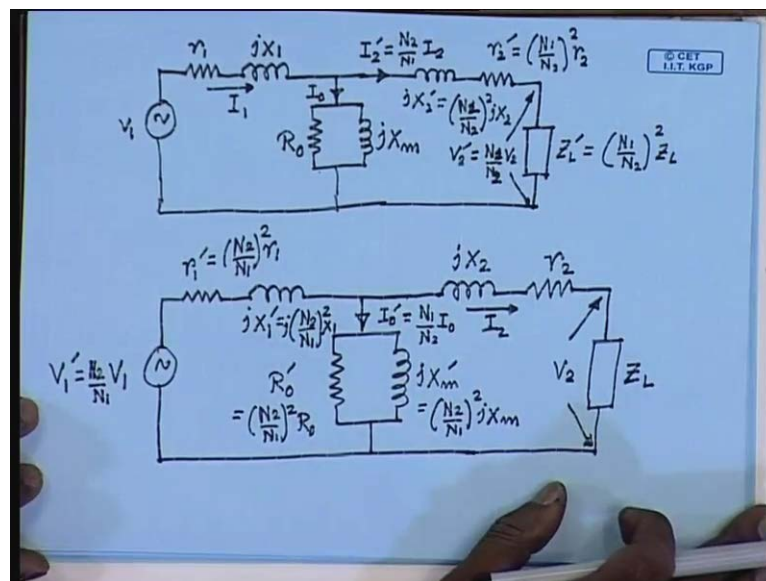 r₁
jx₁
I₂' = N₂/N₁ I₂
r₂' = (N₁/N₂)² r₂
© CET
I.I.T. KGP
I₁
I₀
jx₂' = (N₁/N₂)² jx₂
V₁
R₀
jXm
V₂' = N₁/N₂ V₂
ZL' = (N₁/N₂)² ZL
r₁' = (N₂/N₁)² r₁
jx₂
r₂
jx₁' = j(N₂/N₁)² x₁
I₀' = N₁/N₂ I₀
I₂
V₁' = N₂/N₁ V₁
R₀'
= (N₂/N₁)² R₀
jXm'
= (N₂/N₁)² jXm
V₂
ZL